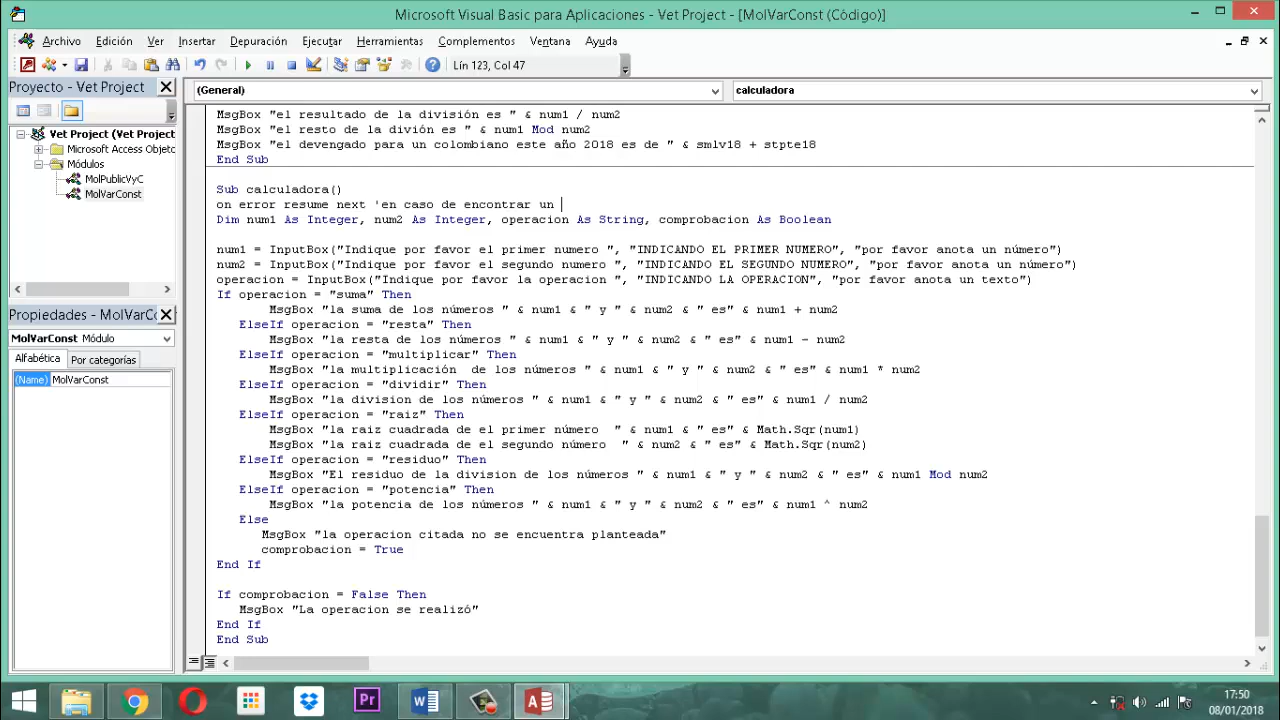 Microsoft Visual Basic para Aplicaciones - Vet Project - [MolVarConst (Código)]
Archivo Edición Ver Insertar Formato Depuración Ejecutar Herramientas Complementos Ventana Ayuda
Lín 123, Col 47
Proyecto - Vet Project
Vet Project (Vet Project
Microsoft Access Objeto
Módulos
MolPublicVyC
MolVarConst
Propiedades - MolVarCo
MolVarConst Módulo
Alfabética Por categorías
(Name) MolVarConst
(General) calculadora
MsgBox "el resultado de la división es " & num1 / num2
MsgBox "el resto de la divión es " & num1 Mod num2
MsgBox "el devengado para un colombiano este año 2018 es de " & smlv18 + stpte18
End Sub
Sub calculadora()
on error resume next 'en caso de encontrar un
Dim num1 As Integer, num2 As Integer, operacion As String, comprobacion As Boolean
num1 = InputBox("Indique por favor el primer numero ", "INDICANDO EL PRIMER NUMERO", "por favor anota un número")
num2 = InputBox("Indique por favor el segundo numero ", "INDICANDO EL SEGUNDO NUMERO", "por favor anota un número")
operacion = InputBox("Indique por favor la operacion ", "INDICANDO LA OPERACION", "por favor anota un texto")
If operacion = "suma" Then
MsgBox "la suma de los números " & num1 & " y " & num2 & " es" & num1 + num2
ElseIf operacion = "resta" Then
MsgBox "la resta de los números " & num1 & " y " & num2 & " es" & num1 - num2
ElseIf operacion = "multiplicar" Then
MsgBox "la multiplicación  de los números " & num1 & " y " & num2 & " es" & num1 * num2
ElseIf operacion = "dividir" Then
MsgBox "la division de los números " & num1 & " y " & num2 & " es" & num1 / num2
ElseIf operacion = "raiz" Then
MsgBox "la raiz cuadrada de el primer número  " & num1 & " es" & Math.Sqr(num1)
MsgBox "la raiz cuadrada de el segundo número  " & num2 & " es" & Math.Sqr(num2)
ElseIf operacion = "residuo" Then
MsgBox "El residuo de la division de los números " & num1 & " y " & num2 & " es" & num1 Mod num2
ElseIf operacion = "potencia" Then
MsgBox "la potencia de los números " & num1 & " y " & num2 & " es" & num1 ^ num2
Else
MsgBox "la operacion citada no se encuentra planteada"
comprobacion = True
End If
If comprobacion = False Then
MsgBox "La operacion se realizó"
End If
End Sub
Pr
17:50
08/01/2018